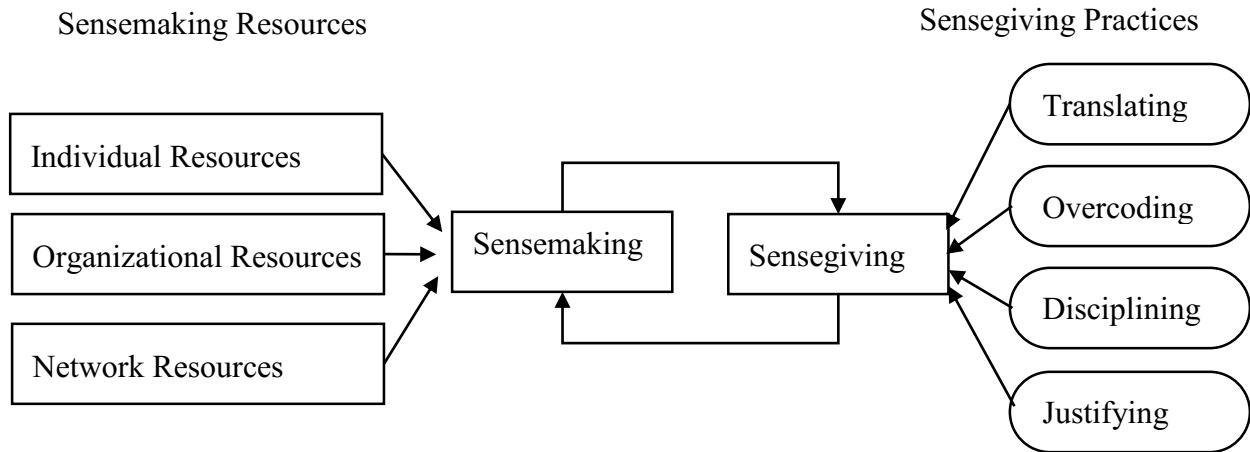 Sensemaking Resources
Sensegiving Practices
Individual Resources
Organizational Resources
Network Resources
Sensemaking
Sensegiving
Translating
Overcoding
Disciplining
Justifying